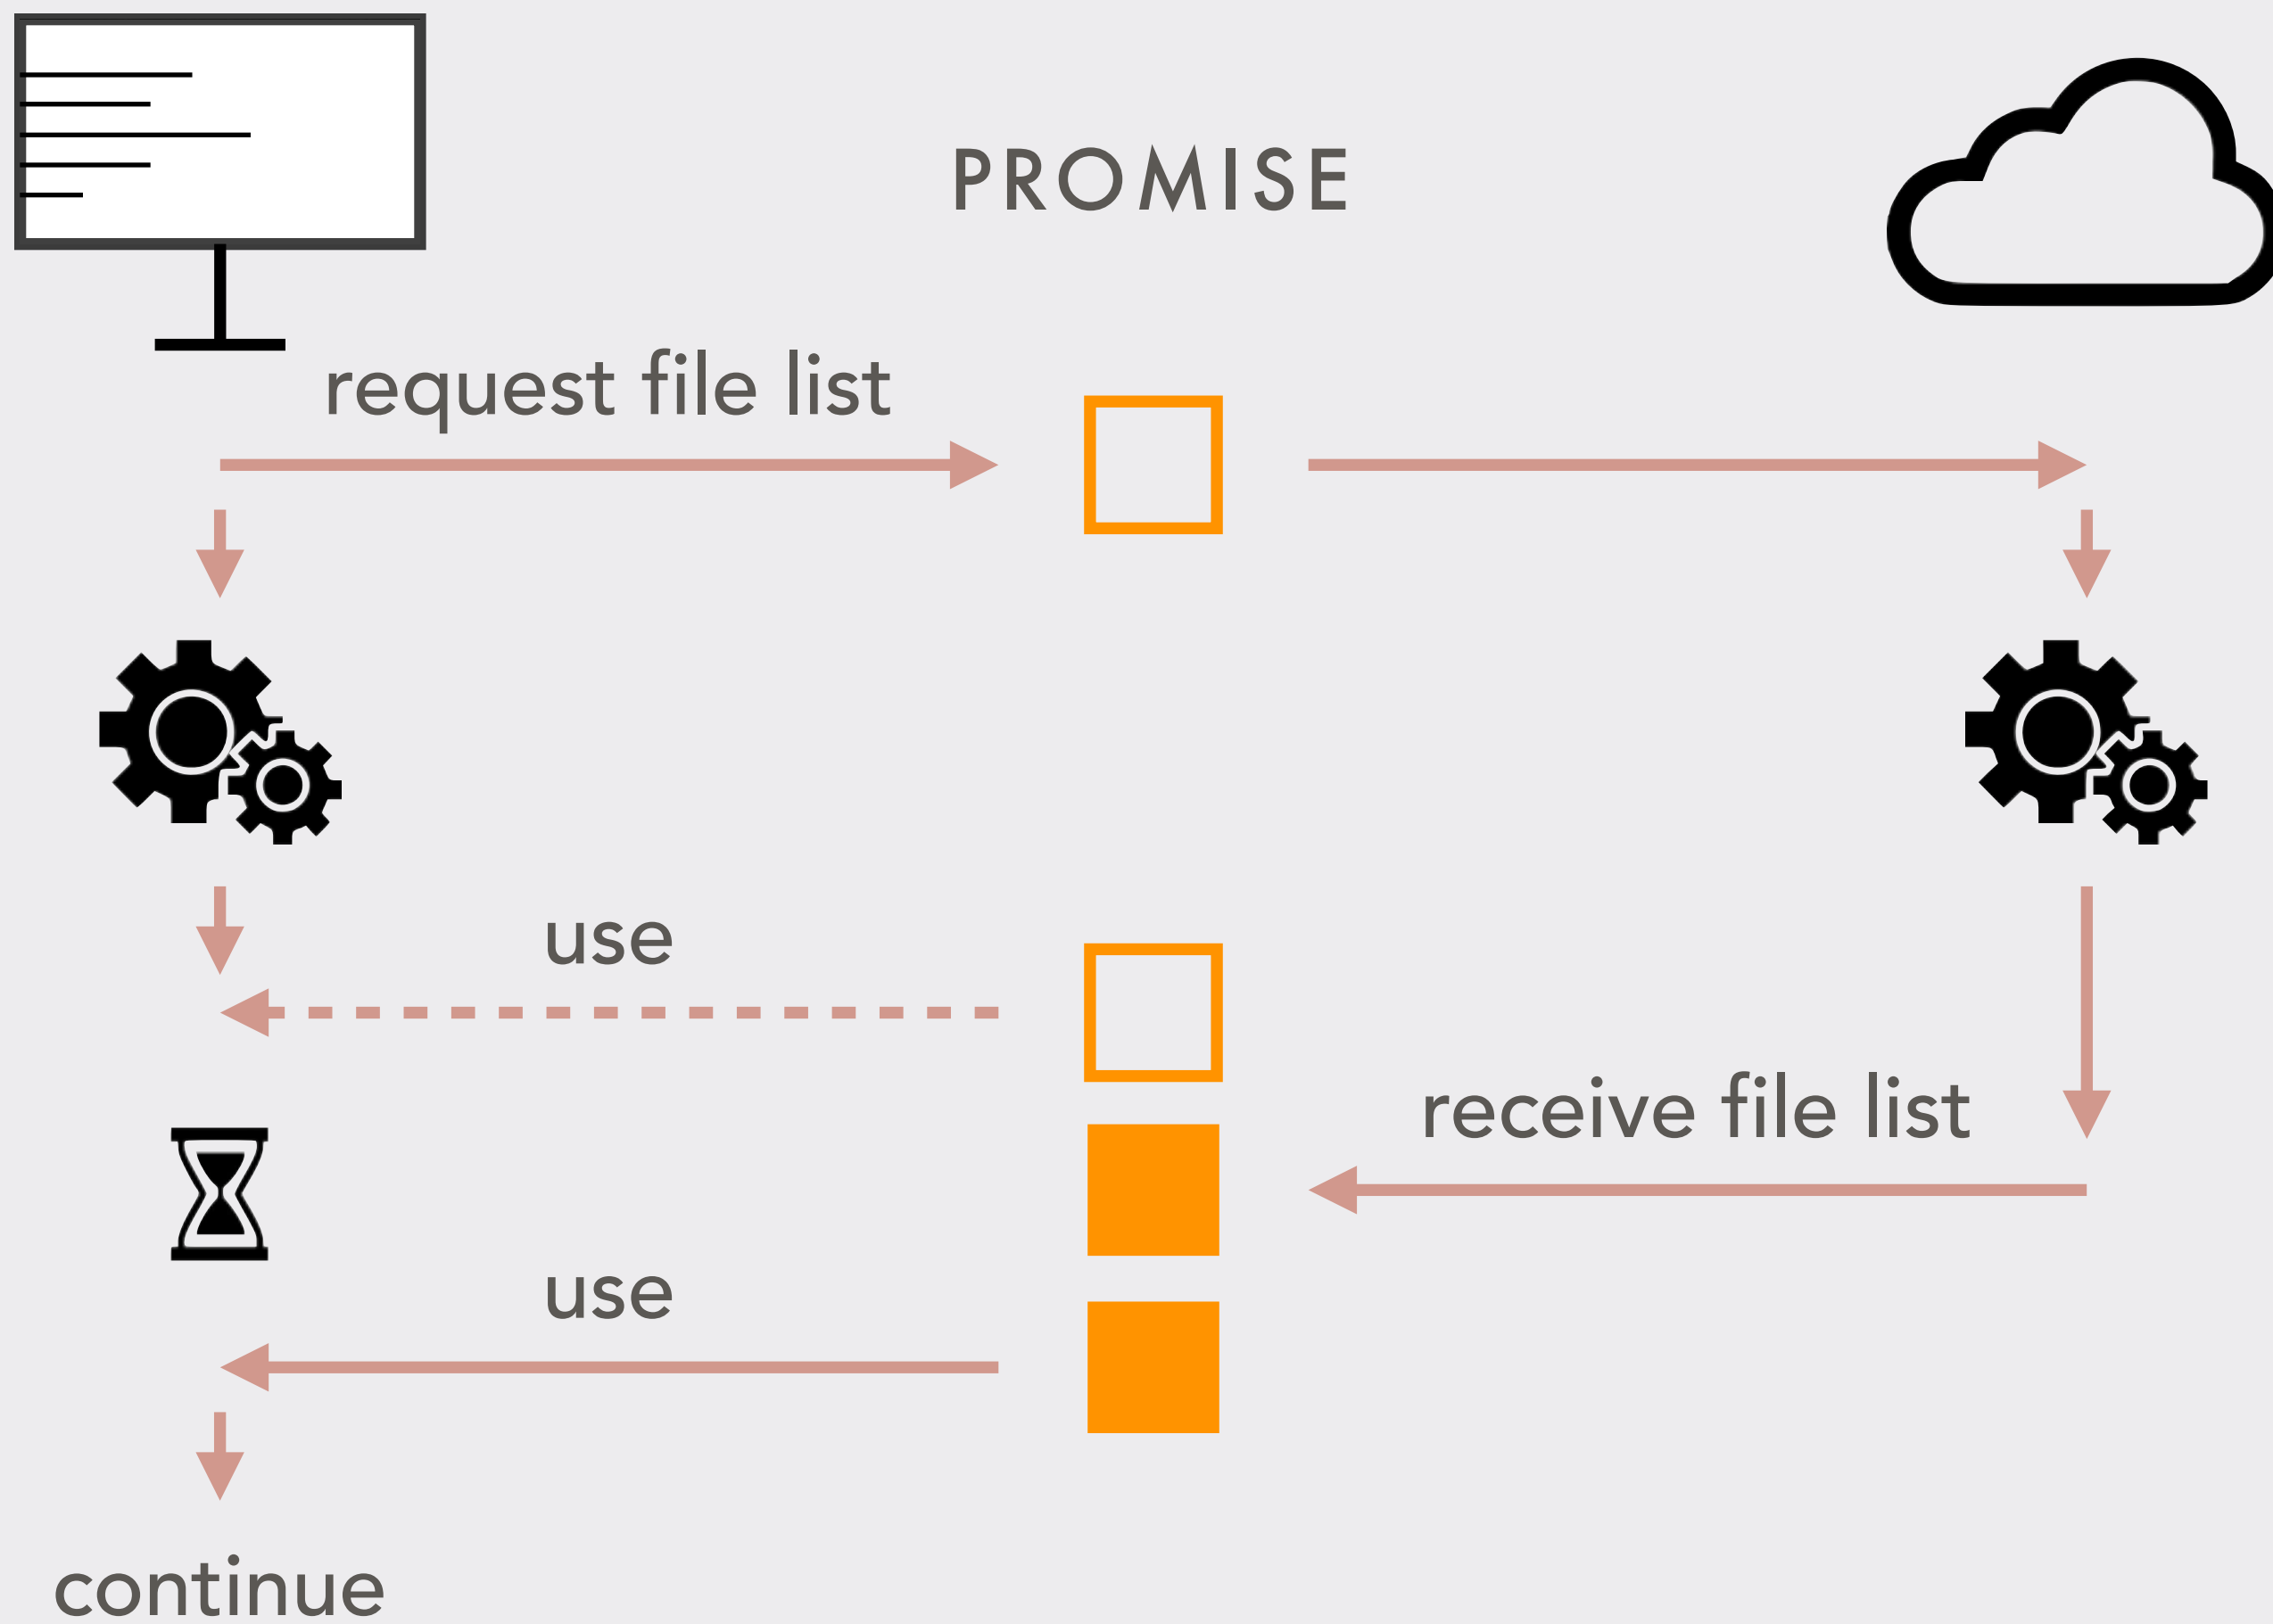 PROMISE
request file list
use
receive file list
use
continue